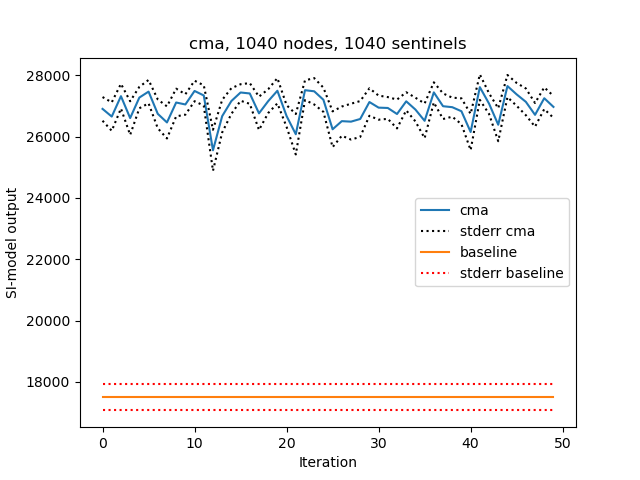 cma, 1040 nodes, 1040 sentinels
SI-model output
28000
26000
24000
22000
20000
18000
cma
stderr cma
baseline
stderr baseline
0 10 20 30 40 50
Iteration